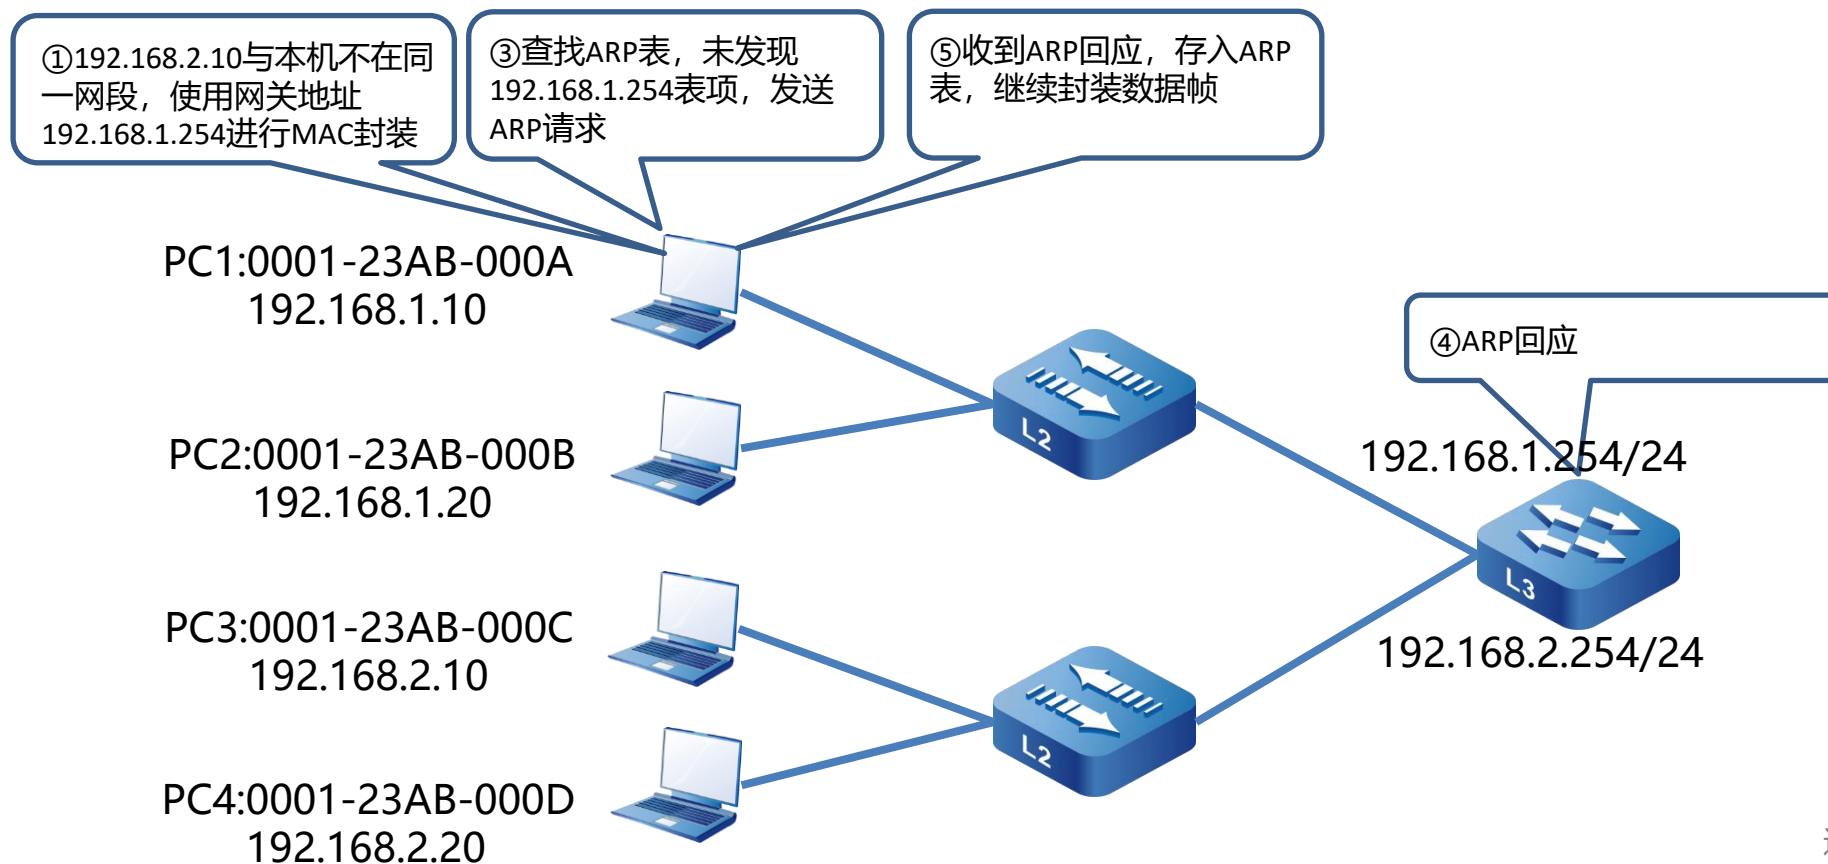 ①192.168.2.10与本机不在同
一网段，使用网关地址
192.168.1.254进行MAC封装
③查找ARP表，未发现
192.168.1.254表项，发送
ARP请求
⑤收到ARP回应，存入ARP
表，继续封装数据帧
PC1:0001-23AB-000A
192.168.1.10
④ARP回应
L2
192.168.1.254/24
PC2:0001-23AB-000B
192.168.1.20
L3
PC3:0001-23AB-000C
192.168.2.10
192.168.2.254/24
L2
PC4:0001-23AB-000D
192.168.2.20